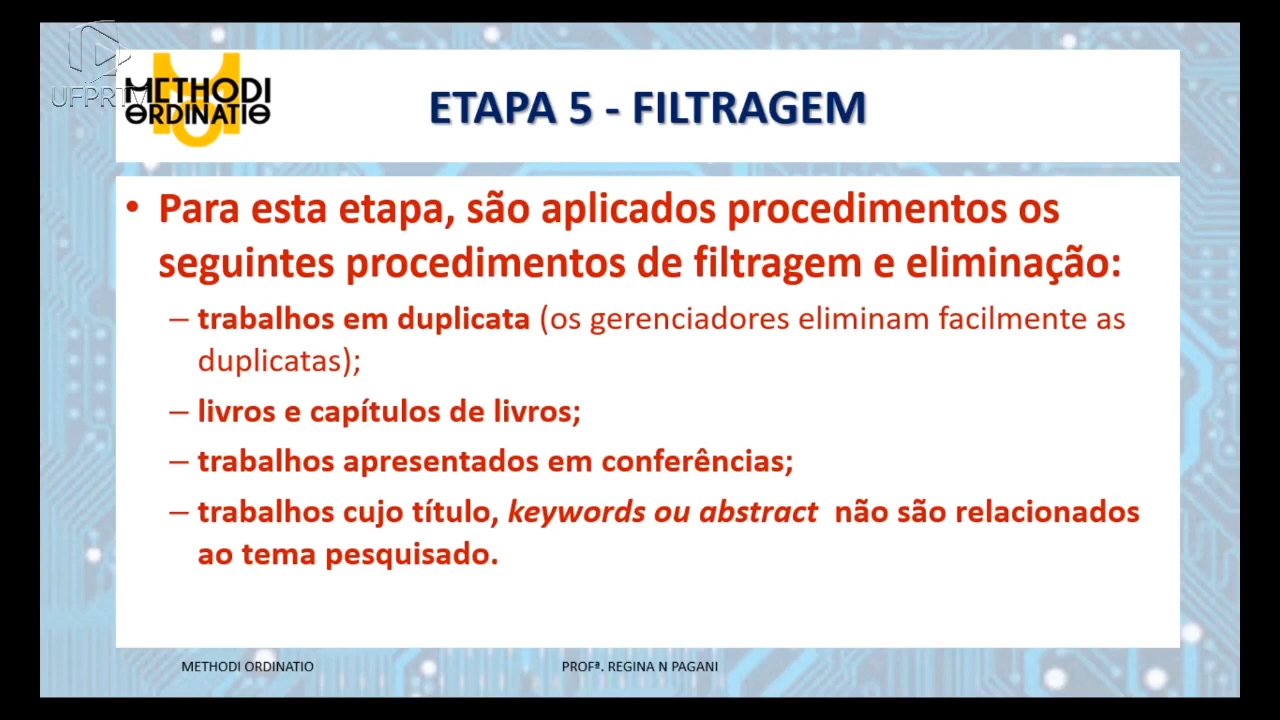 UFPRTV
METHODI
ORDINATIO
ETAPA 5 - FILTRAGEM
• Para esta etapa, são aplicados procedimentos os
seguintes procedimentos de filtragem e eliminação:
– trabalhos em duplicata (os gerenciadores eliminam facilmente as
duplicatas);
– livros e capítulos de livros;
– trabalhos apresentados em conferências;
– trabalhos cujo título, keywords ou abstract não são relacionados
ao tema pesquisado.
METHODI ORDINATIO
PROFª. REGINA N PAGANI